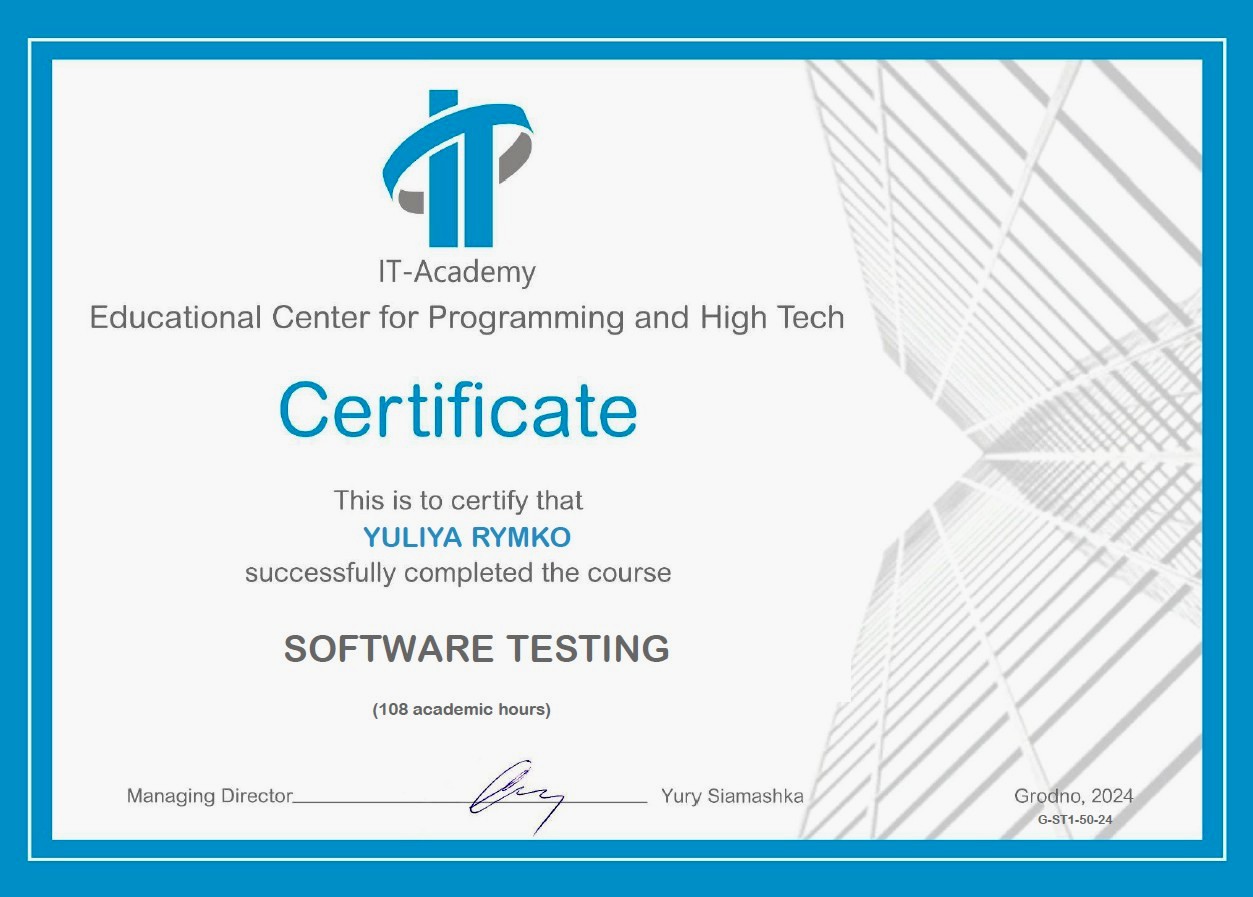 IT
IT-Academy
Educational Center for Programming and High Tech
Certificate
This is to certify that
YULIYA RYMKO
successfully completed the course
SOFTWARE TESTING
(108 academic hours)
Managing Director Yury Siamashka
Grodno, 2024
G-ST1-50-24